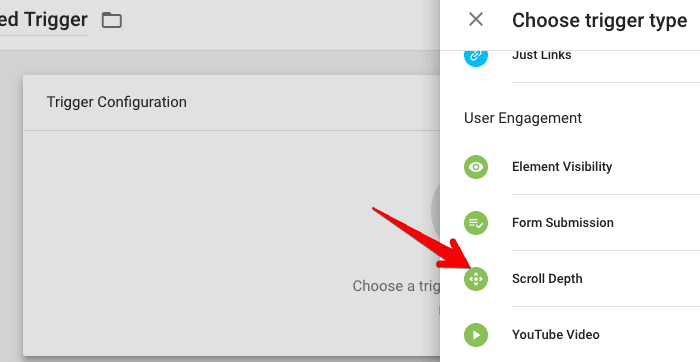 ed Trigger
Choose trigger type
Just Links
Trigger Configuration
User Engagement
Element Visibility
Form Submission
Choose a trig
Scroll Depth
YouTube Video